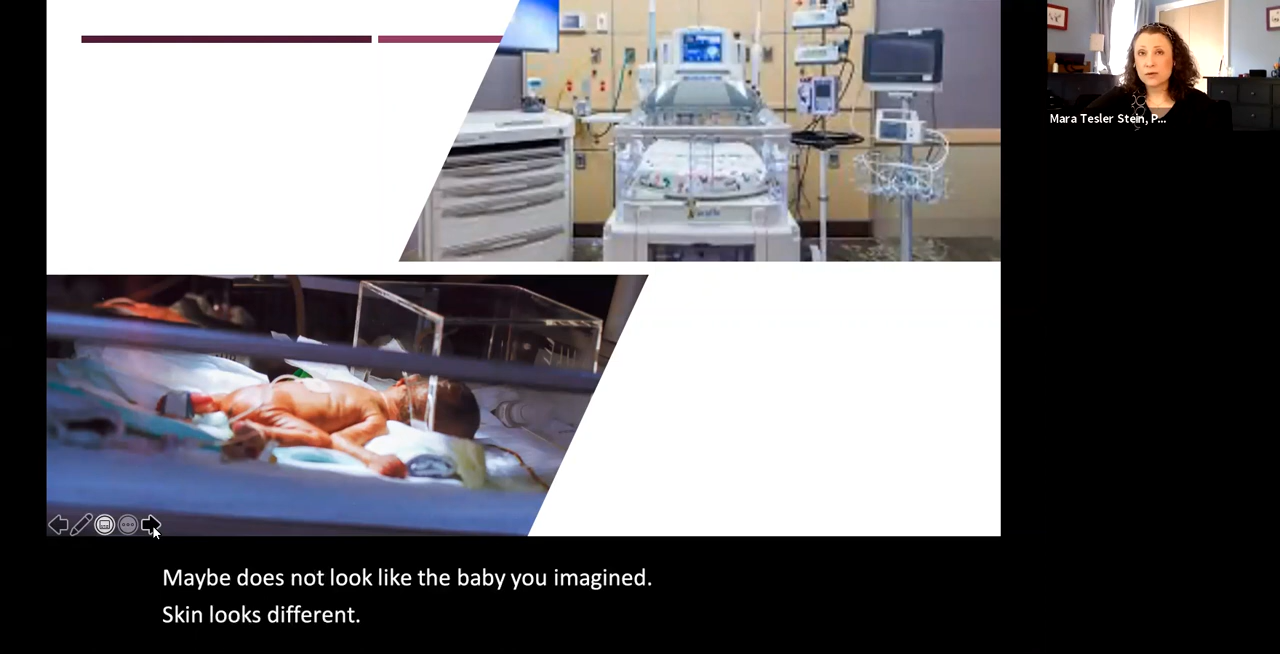 Mara Tesler Stein, P...
Maybe does not look like the baby you imagined.
Skin looks different.